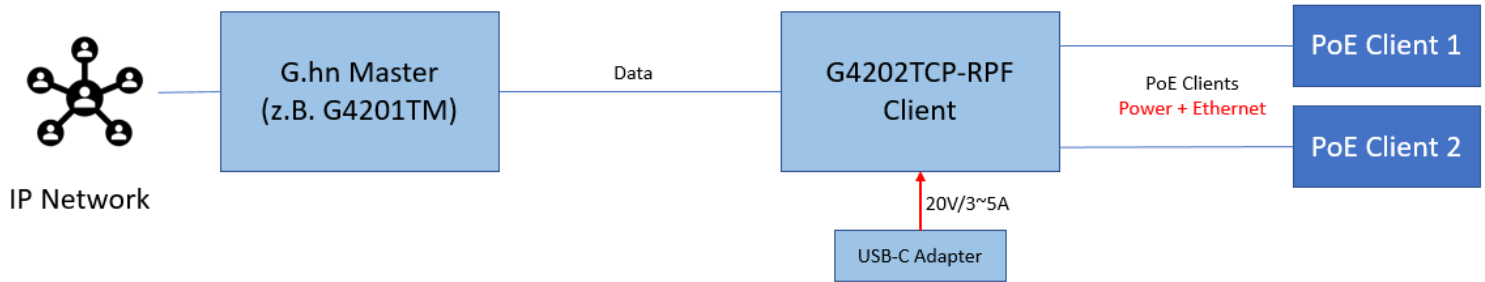 IP Network
G.hn Master
(z.B. G4201TM)
Data
G4202TCP-RPF
Client
20V/3~5A
USB-C Adapter
PoE Clients
Power + Ethernet
PoE Client 1
PoE Client 2